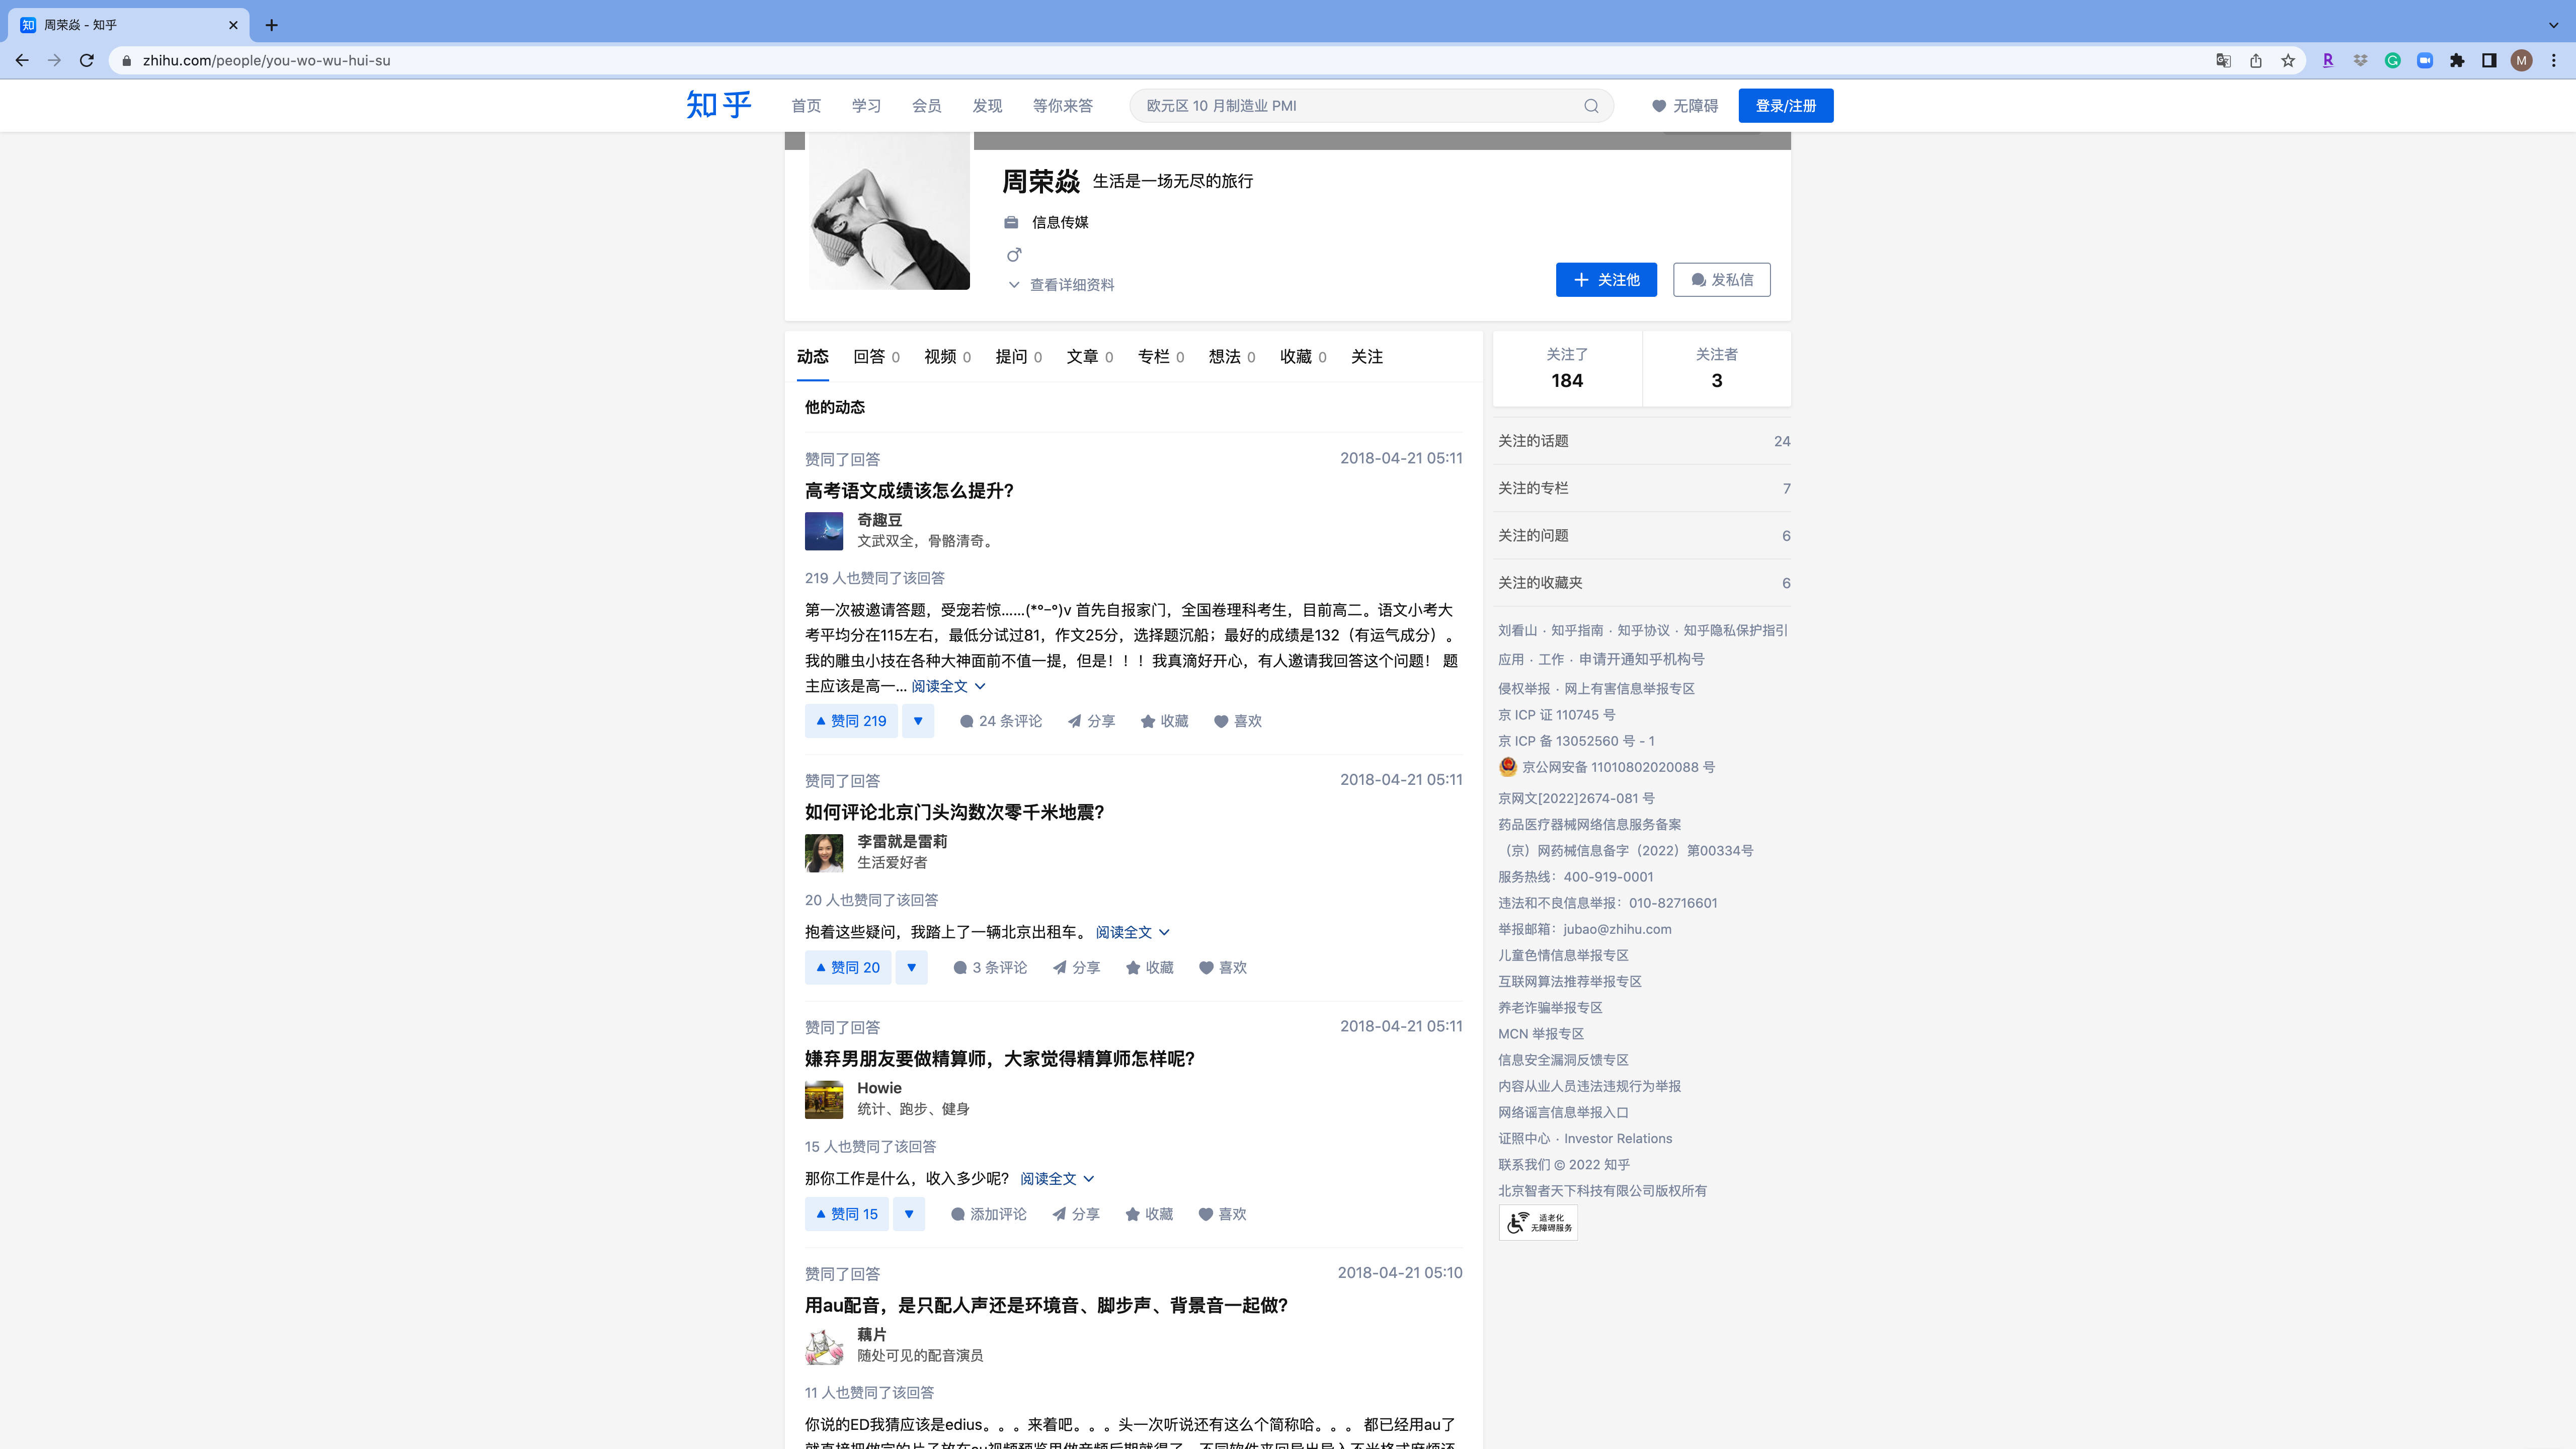 周荣焱 - 知乎
zhihu.com/people/you-wo-wu-hui-su
R
M
知乎
首页 学习 会员 发现 等你来答
欧元区 10 月制造业 PMI
无障碍
登录/注册
周荣焱 生活是一场无尽的旅行
信息传媒
查看详细资料
关注他
发私信
动态 回答 0 视频 0 提问 0 文章 0 专栏 0 想法 0 收藏 0 关注
他的动态
赞同了回答 2018-04-21 05:11
高考语文成绩该怎么提升?
奇趣豆
文武双全，骨骼清奇。
219 人也赞同了该回答
第一次被邀请答题，受宠若惊……(*°ｰ°)v 首先自报家门，全国卷理科考生，目前高二。语文小考大
考平均分在115左右，最低分试过81，作文25分，选择题沉船；最好的成绩是132（有运气成分）。
我的雕虫小技在各种大神面前不值一提，但是！！！我真滴好开心，有人邀请我回答这个问题！ 题
主应该是高一... 阅读全文
赞同 219 24 条评论 分享 收藏 喜欢
赞同了回答 2018-04-21 05:11
如何评论北京门头沟数次零千米地震?
李雷就是雷莉
生活爱好者
20 人也赞同了该回答
抱着这些疑问，我踏上了一辆北京出租车。 阅读全文
赞同 20 3 条评论 分享 收藏 喜欢
赞同了回答 2018-04-21 05:11
嫌弃男朋友要做精算师，大家觉得精算师怎样呢?
Howie
统计、跑步、健身
15 人也赞同了该回答
那你工作是什么，收入多少呢？ 阅读全文
赞同 15 添加评论 分享 收藏 喜欢
赞同了回答 2018-04-21 05:10
用au配音，是只配人声还是环境音、脚步声、背景音一起做?
藕片
随处可见的配音演员
11 人也赞同了该回答
你说的ED我猜应该是edius。。。来着吧。。。头一次听说还有这么个简称哈。。。 都已经用au了
关注了 184
关注者 3
关注的话题 24
关注的专栏 7
关注的问题 6
关注的收藏夹 6
刘看山 · 知乎指南 · 知乎协议 · 知乎隐私保护指引
应用 · 工作 · 申请开通知乎机构号
侵权举报 · 网上有害信息举报专区
京 ICP 证 110745 号
京 ICP 备 13052560 号 - 1
京公网安备 11010802020088 号
京网文[2022]2674-081 号
药品医疗器械网络信息服务备案
（京）网药械信息备字（2022）第00334号
服务热线：400-919-0001
违法和不良信息举报：010-82716601
举报邮箱：jubao@zhihu.com
儿童色情信息举报专区
互联网算法推荐举报专区
养老诈骗举报专区
MCN 举报专区
信息安全漏洞反馈专区
内容从业人员违法违规行为举报
网络谣言信息举报入口
证照中心 · Investor Relations
联系我们 © 2022 知乎
北京智者天下科技有限公司版权所有
适老化
无障碍服务